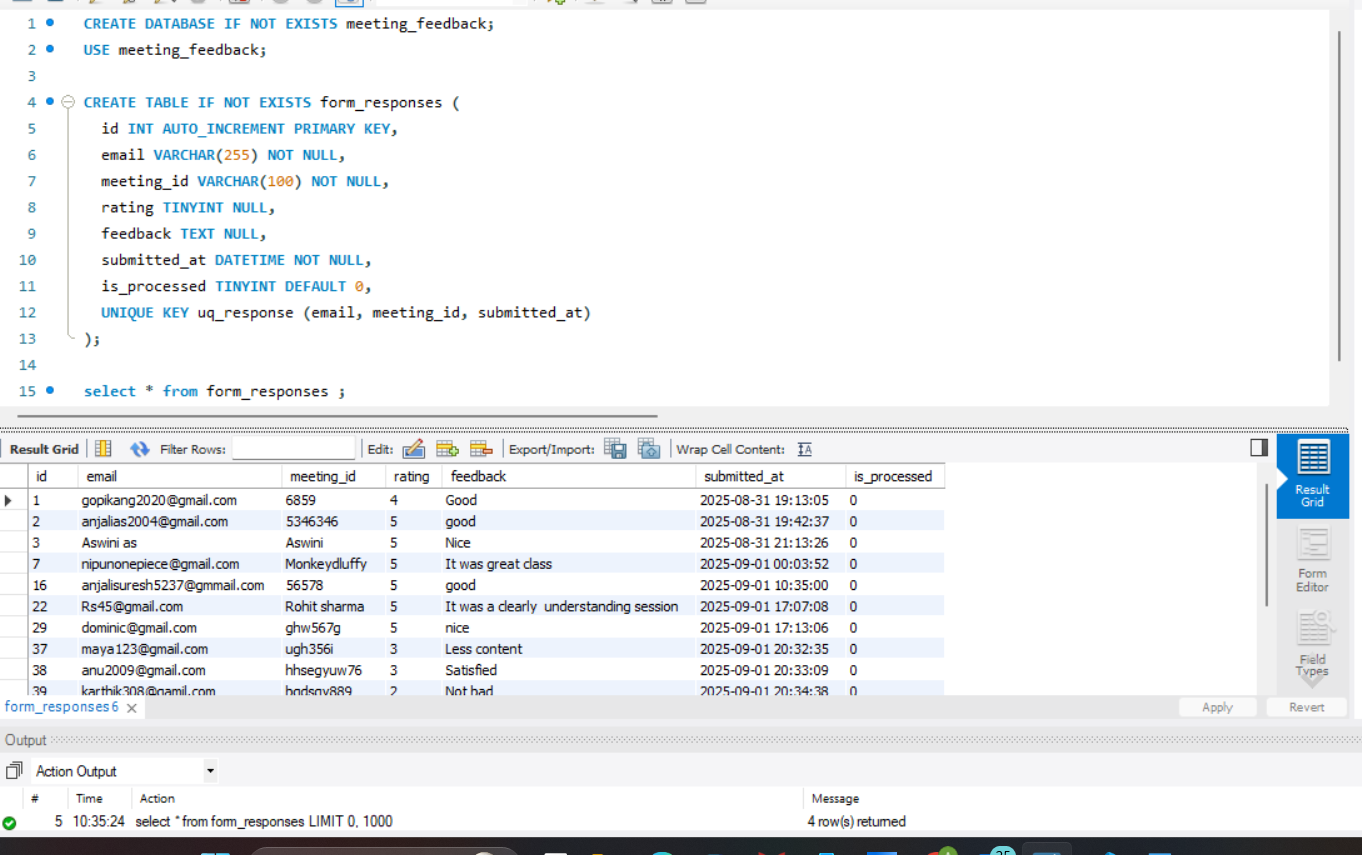 1 CREATE DATABASE IF NOT EXISTS meeting_feedback;
2 USE meeting_feedback;
3
4 CREATE TABLE IF NOT EXISTS form_responses (
5 id INT AUTO_INCREMENT PRIMARY KEY,
6 email VARCHAR(255) NOT NULL,
7 meeting_id VARCHAR(100) NOT NULL,
8 rating TINYINT NULL,
9 feedback TEXT NULL,
10 submitted_at DATETIME NOT NULL,
11 is_processed TINYINT DEFAULT 0,
12 UNIQUE KEY uq_response (email, meeting_id, submitted_at)
13 );
14
15 select * from form_responses ;
Result Grid Filter Rows: Edit: Export/Import: Wrap Cell Content:
id email meeting_id rating feedback submitted_at is_processed
1 gopikang2020@gmail.com 6859 4 Good 2025-08-31 19:13:05 0
2 anjalias2004@gmail.com 5346346 5 good 2025-08-31 19:42:37 0
3 Aswini as Aswini 5 Nice 2025-08-31 21:13:26 0
7 nipunonepiece@gmail.com Monkeydluffy 5 It was great class 2025-09-01 00:03:52 0
16 anjalisuresh5237@gmmail.com 56578 5 good 2025-09-01 10:35:00 0
22 Rs45@gmail.com Rohit sharma 5 It was a clearly understanding session 2025-09-01 17:07:08 0
29 dominic@gmail.com ghw567g 5 nice 2025-09-01 17:13:06 0
37 maya123@gmail.com ugh356i 3 Less content 2025-09-01 20:32:35 0
38 anu2009@gmail.com hhsegyuw76 3 Satisfied 2025-09-01 20:33:09 0
39 karthik308@gamil.com hgdsgy889 2 Not bad 2025-09-01 20:34:38 0
Result
Grid
Form
Editor
Field
Types
form_responses6 Apply Revert
Output
Action Output
# Time Action Message
5 10:35:24 select * from form_responses LIMIT 0, 1000 4 row(s) returned
25